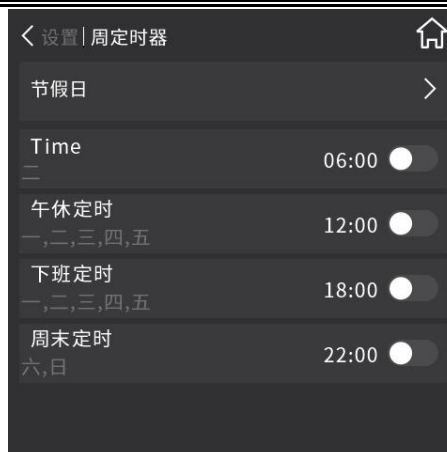 设置|周定时器
节假日
Time
06:00
二
午休定时
12:00
一,二,三,四,五
下班定时
18:00
一,二,三,四,五
周末定时
22:00
六,日